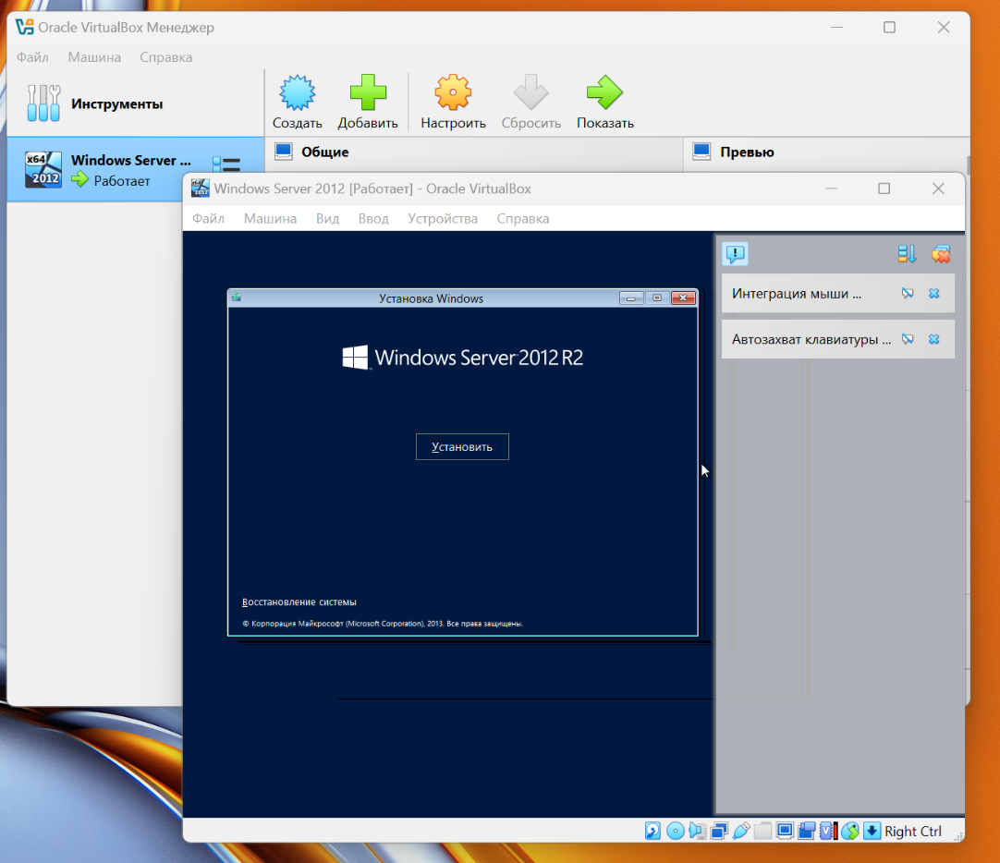 Oracle VirtualBox Менеджер
Файл Машина Справка
Инструменты
Создать Добавить Настроить Сбросить Показать
x64
2012
Windows Server ...
Работает
Общие
Превью
Windows Server 2012 [Работает] - Oracle VirtualBox
Файл Машина Вид Ввод Устройства Справка
Установка Windows
Windows Server 2012 R2
Установить
Восстановление системы
© Корпорация Майкрософт (Microsoft Corporation), 2013. Все права защищены.
Интеграция мыши ...
Автозахват клавиатуры ...
Right Ctrl